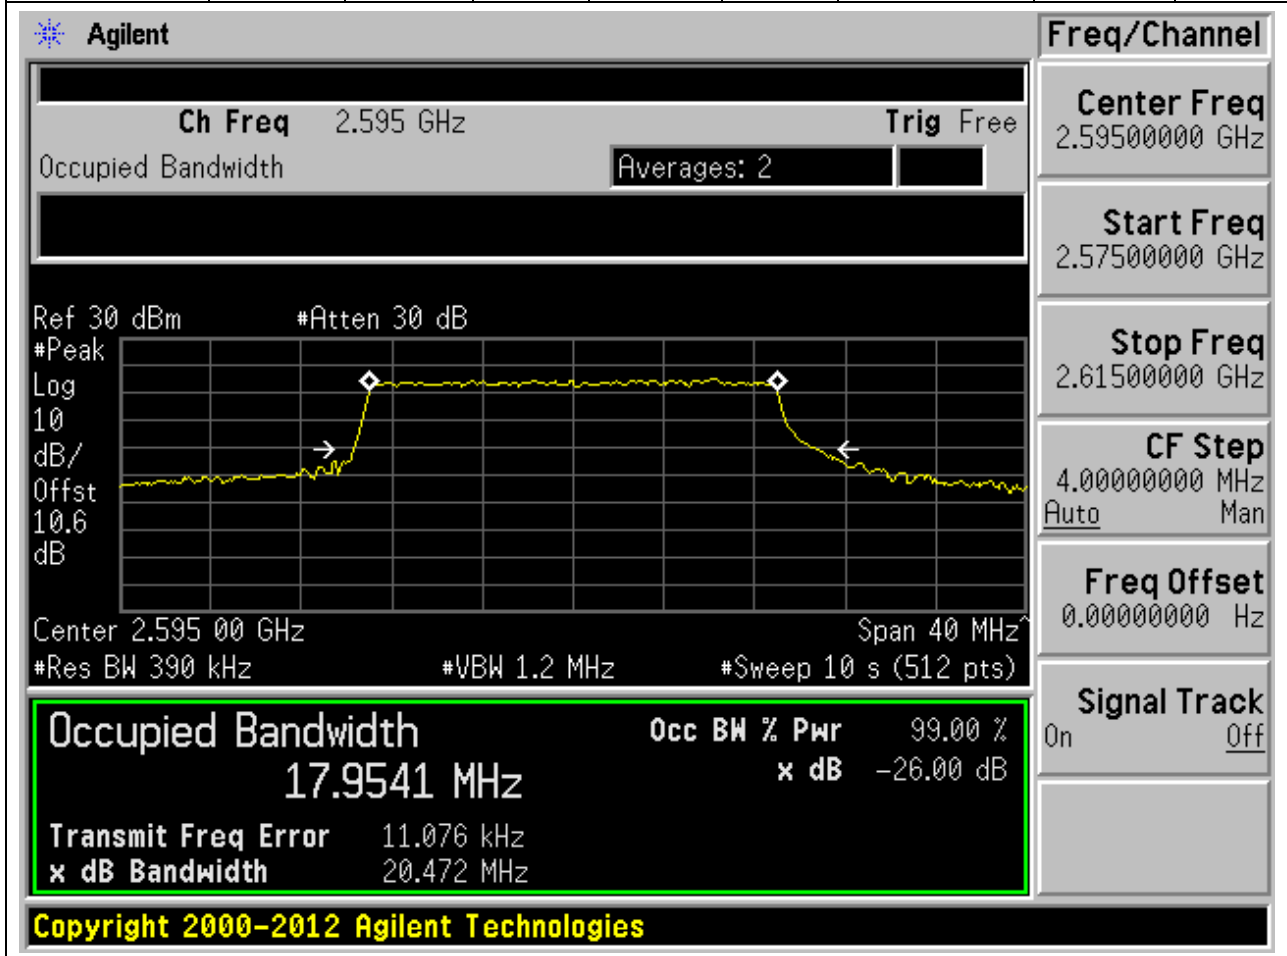 Agilent
Freq/Channel
Ch Freq 2.595 GHz Trig Free
Occupied Bandwidth Averages: 2
Center Freq
2.59500000 GHz
Start Freq
2.57500000 GHz
Stop Freq
2.61500000 GHz
CF Step
4.00000000 MHz
Auto Man
Freq Offset
0.00000000 Hz
Signal Track
On Off
Ref 30 dBm #Atten 30 dB
#Peak
Log
10
dB/
Offst
10.6
dB
Center 2.595 00 GHz Span 40 MHz^
#Res BW 390 kHz #VBW 1.2 MHz #Sweep 10 s (512 pts)
Occupied Bandwidth
17.9541 MHz
Occ BW % Pwr 99.00 %
x dB -26.00 dB
Transmit Freq Error 11.076 kHz
x dB Bandwidth 20.472 MHz
Copyright 2000-2012 Agilent Technologies